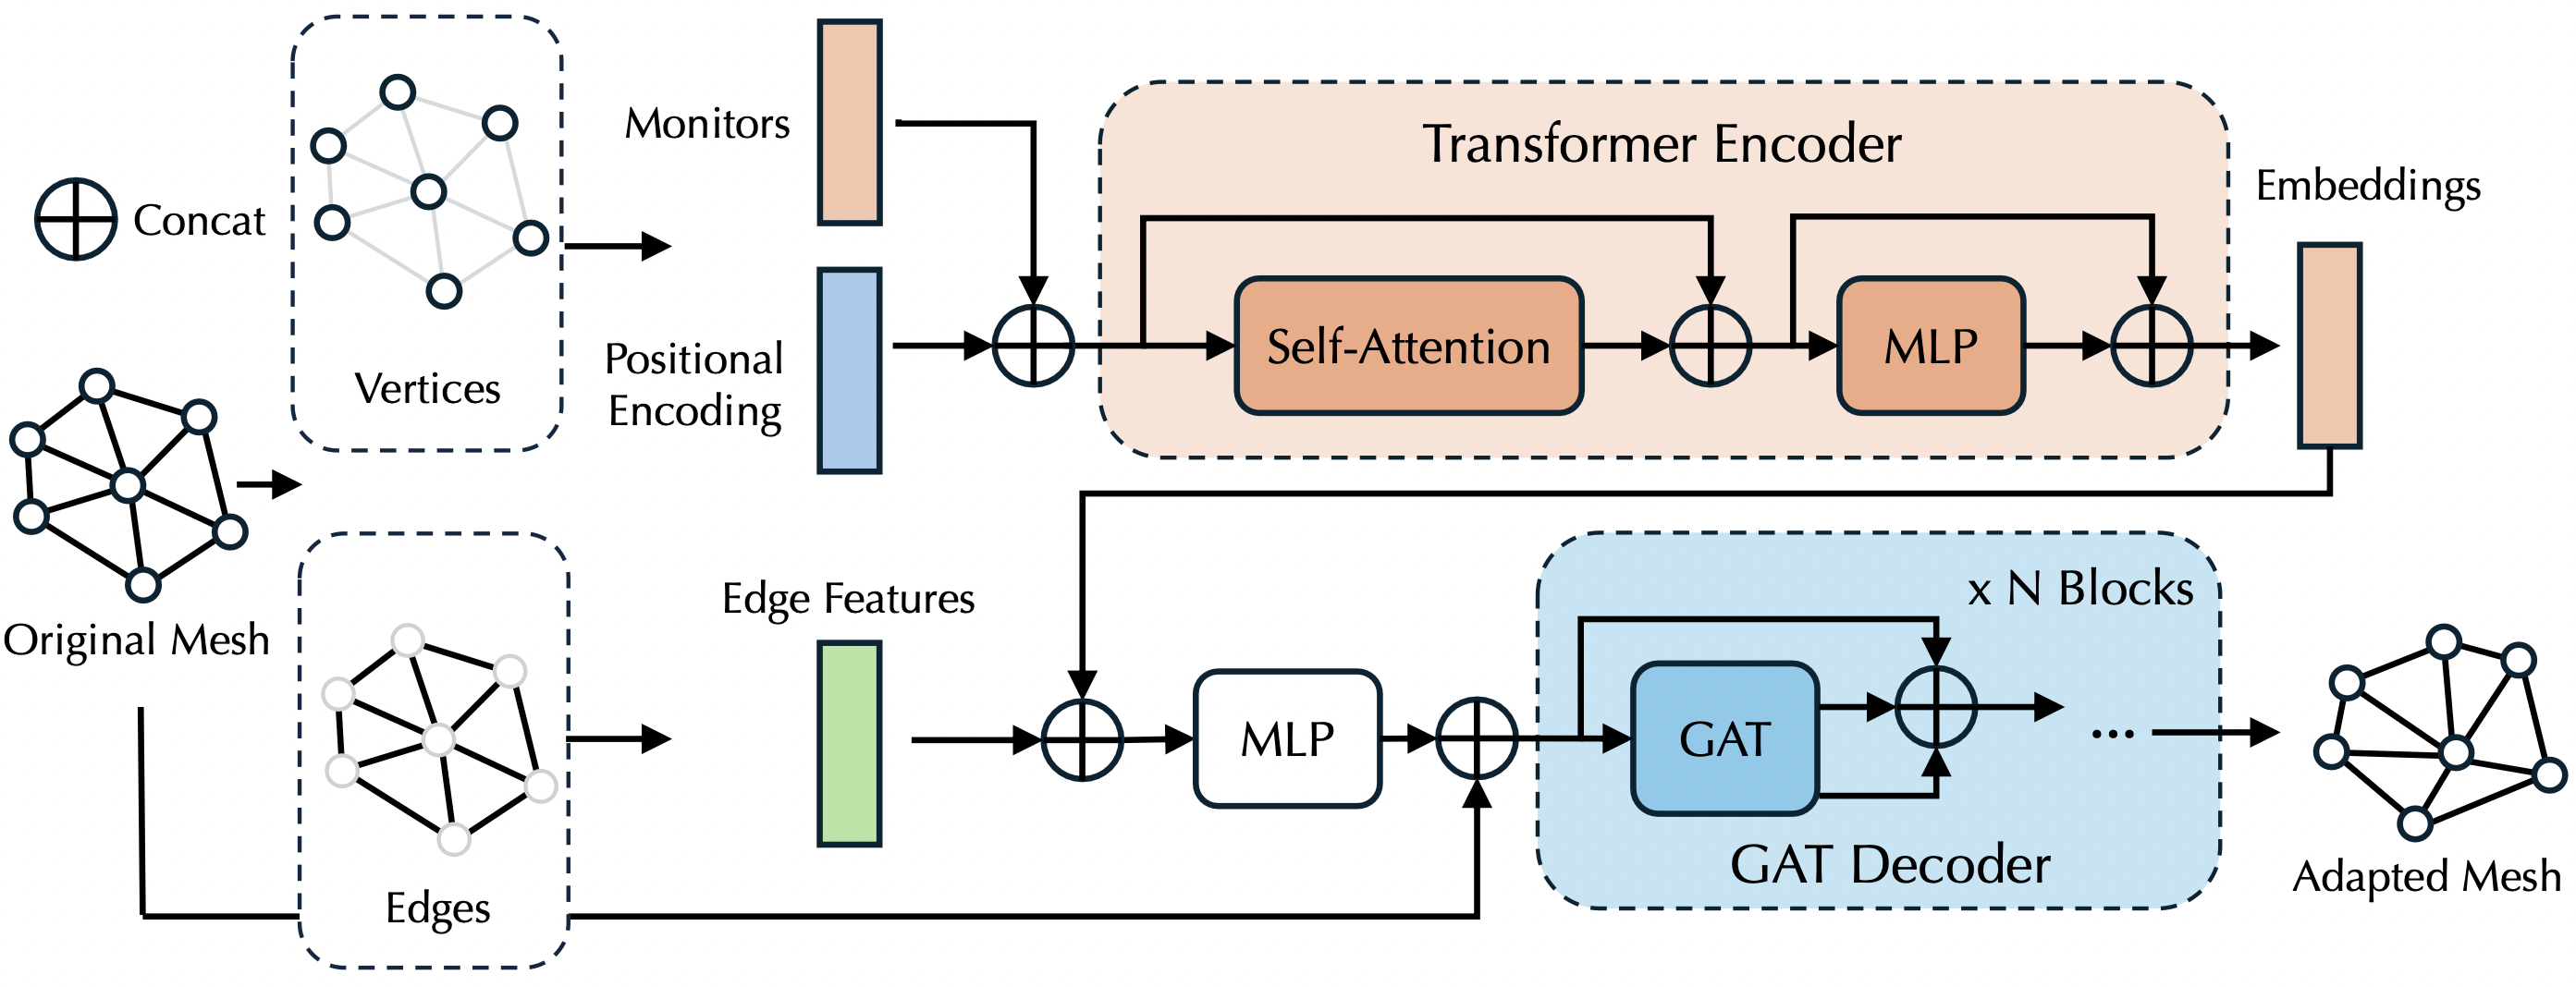 Concat
Vertices
Original Mesh
Edges
Monitors
Positional
Encoding
Edge Features
Transformer Encoder
Self-Attention
MLP
Embeddings
MLP
x N Blocks
GAT
...
GAT Decoder
Adapted Mesh